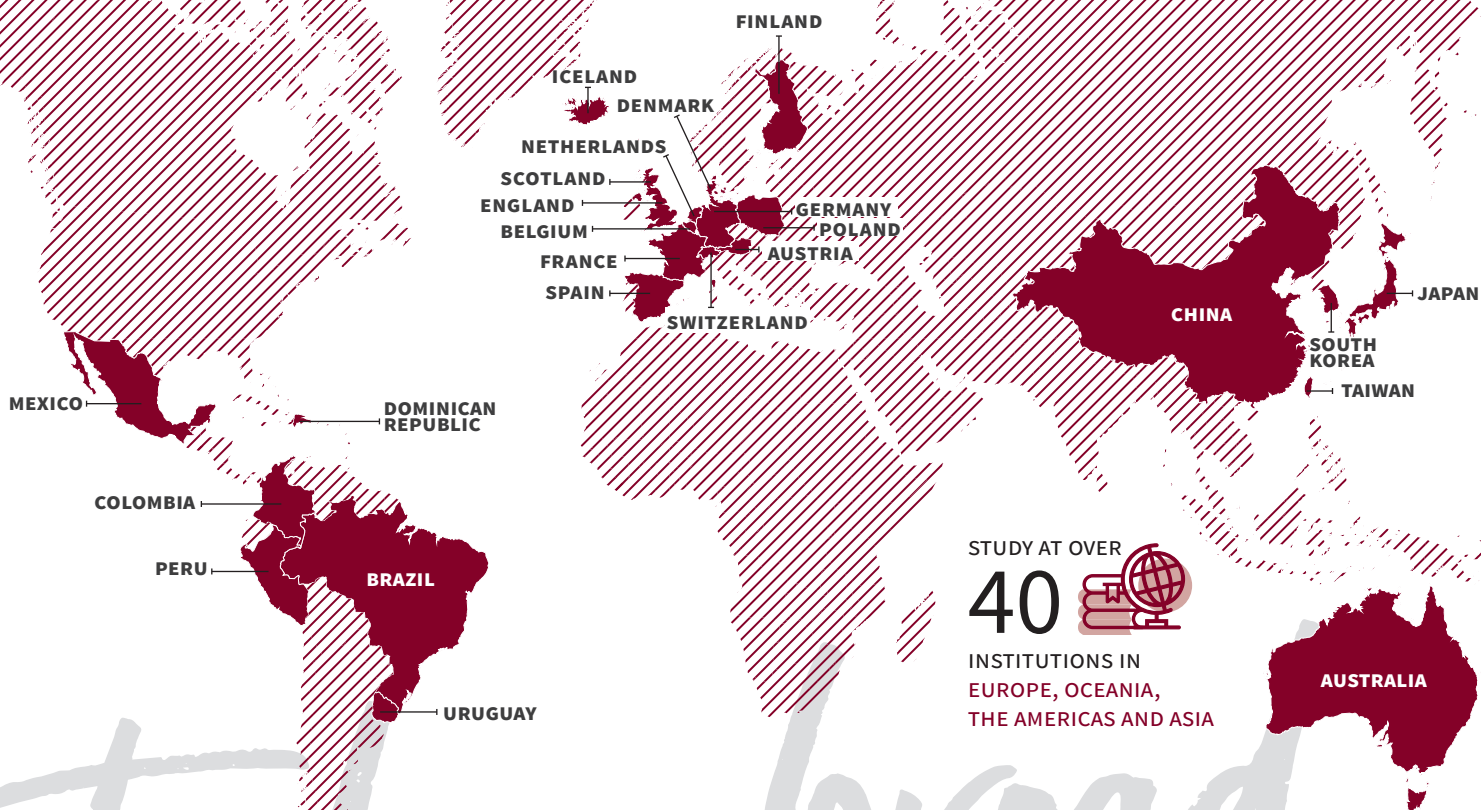 FINLAND
ICELAND
DENMARK
NETHERLANDS
SCOTLAND
ENGLAND
GERMANY
BELGIUM
POLAND
FRANCE
AUSTRIA
SPAIN
SWITZERLAND
CHINA
JAPAN
SOUTH
KOREA
TAIWAN
MEXICO
DOMINICAN
REPUBLIC
COLOMBIA
PERU
BRAZIL
URUGUAY
STUDY AT OVER
40
INSTITUTIONS IN
EUROPE, OCEANIA,
THE AMERICAS AND ASIA
AUSTRALIA